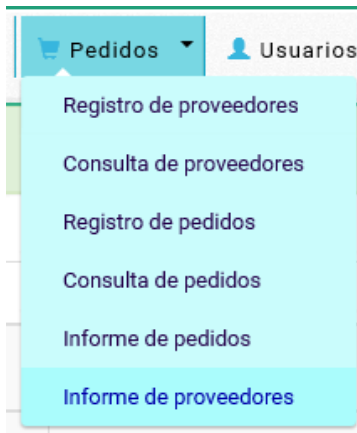 Pedidos Usuarios
Registro de proveedores
Consulta de proveedores
Registro de pedidos
Consulta de pedidos
Informe de pedidos
Informe de proveedores